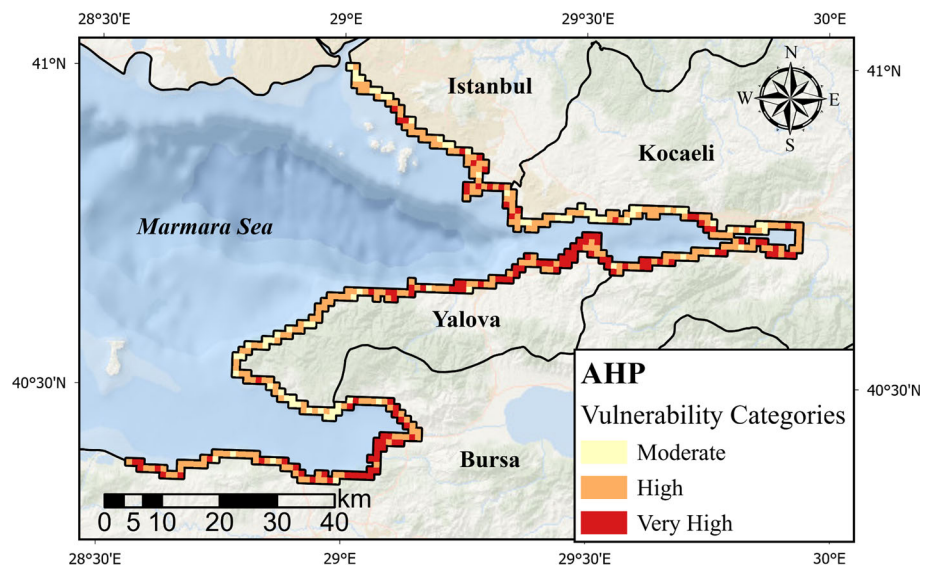 28°30'E 29°E 29°30'E 30°E
41°N 41°N
N
W E
S
Istanbul
Kocaeli
Marmara Sea
Yalova
40°30'N 40°30'N
Bursa
AHP
Vulnerability Categories
Moderate
High
Very High
km
0 5 10 20 30 40
28°30'E 29°E 29°30'E 30°E